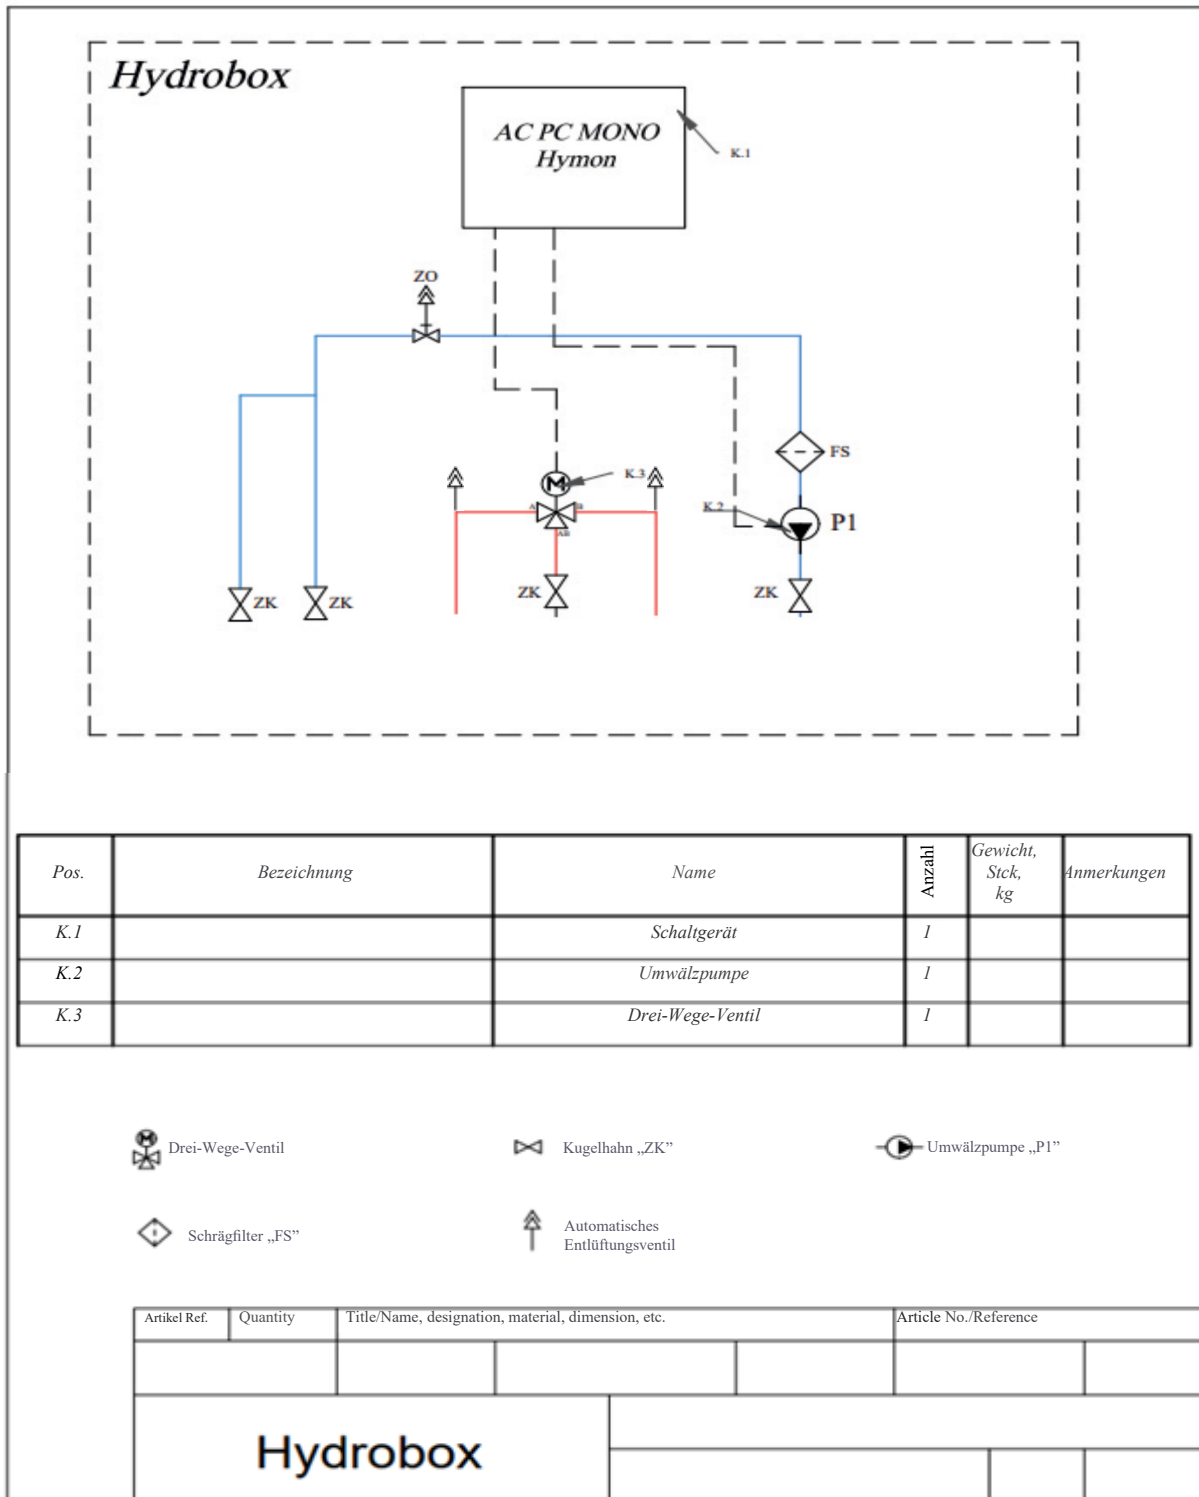 Hydrobox
AC PC MONO
Hymon
K.1
ZO
FS
K.3
A
B
AB
K.2
P1
ZK
ZK
ZK
ZK
M
Pos.
Bezeichnung
Name
Anzahl
Gewicht,
Stck,
kg
Anmerkungen
K.1
Schaltgerät
1
K.2
Umwälzpumpe
1
K.3
Drei-Wege-Ventil
1
M
Drei-Wege-Ventil
Kugelhahn „ZK”
Umwälzpumpe „P1”
Schrägfilter „FS”
Automatisches
Entlüftungsventil
Artikel Ref.
Quantity
Title/Name, designation, material, dimension, etc.
Article No./Reference
Hydrobox